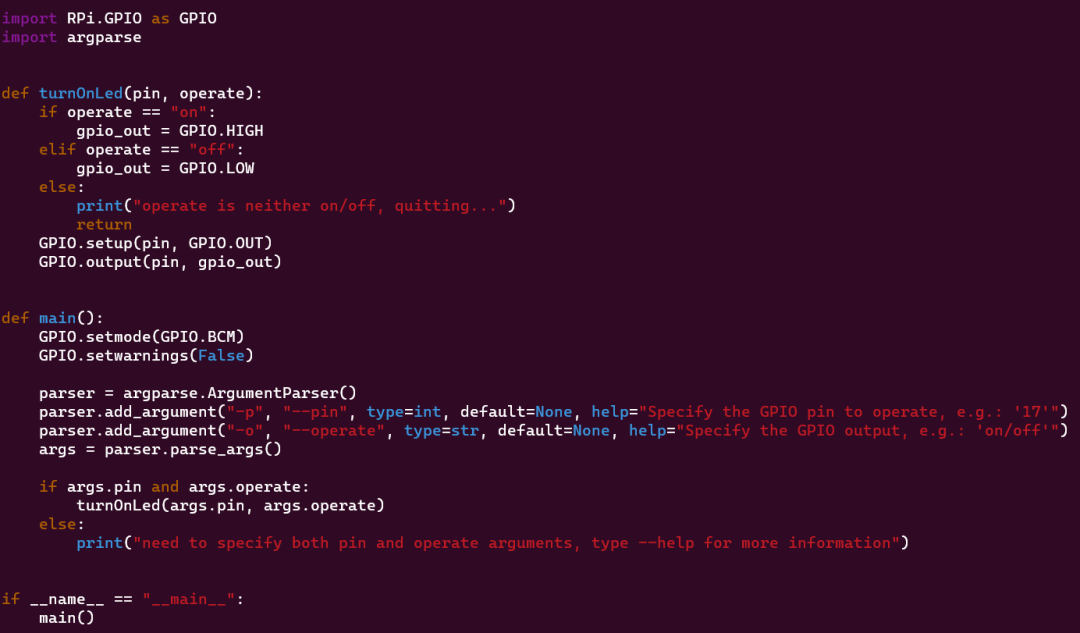 import RPi.GPIO as GPIO
import argparse
def turnOnLed(pin, operate):
    if operate == "on":
        gpio_out = GPIO.HIGH
    elif operate == "off":
        gpio_out = GPIO.LOW
    else:
        print("operate is neither on/off, quitting...")
        return
    GPIO.setup(pin, GPIO.OUT)
    GPIO.output(pin, gpio_out)
def main():
    GPIO.setmode(GPIO.BCM)
    GPIO.setwarnings(False)
    parser = argparse.ArgumentParser()
    parser.add_argument("-p", "--pin", type=int, default=None, help="Specify the GPIO pin to operate, e.g.: '17'")
    parser.add_argument("-o", "--operate", type=str, default=None, help="Specify the GPIO output, e.g.: 'on/off'")
    args = parser.parse_args()
    if args.pin and args.operate:
        turnOnLed(args.pin, args.operate)
    else:
        print("need to specify both pin and operate arguments, type --help for more information")
if __name__ == "__main__":
    main()